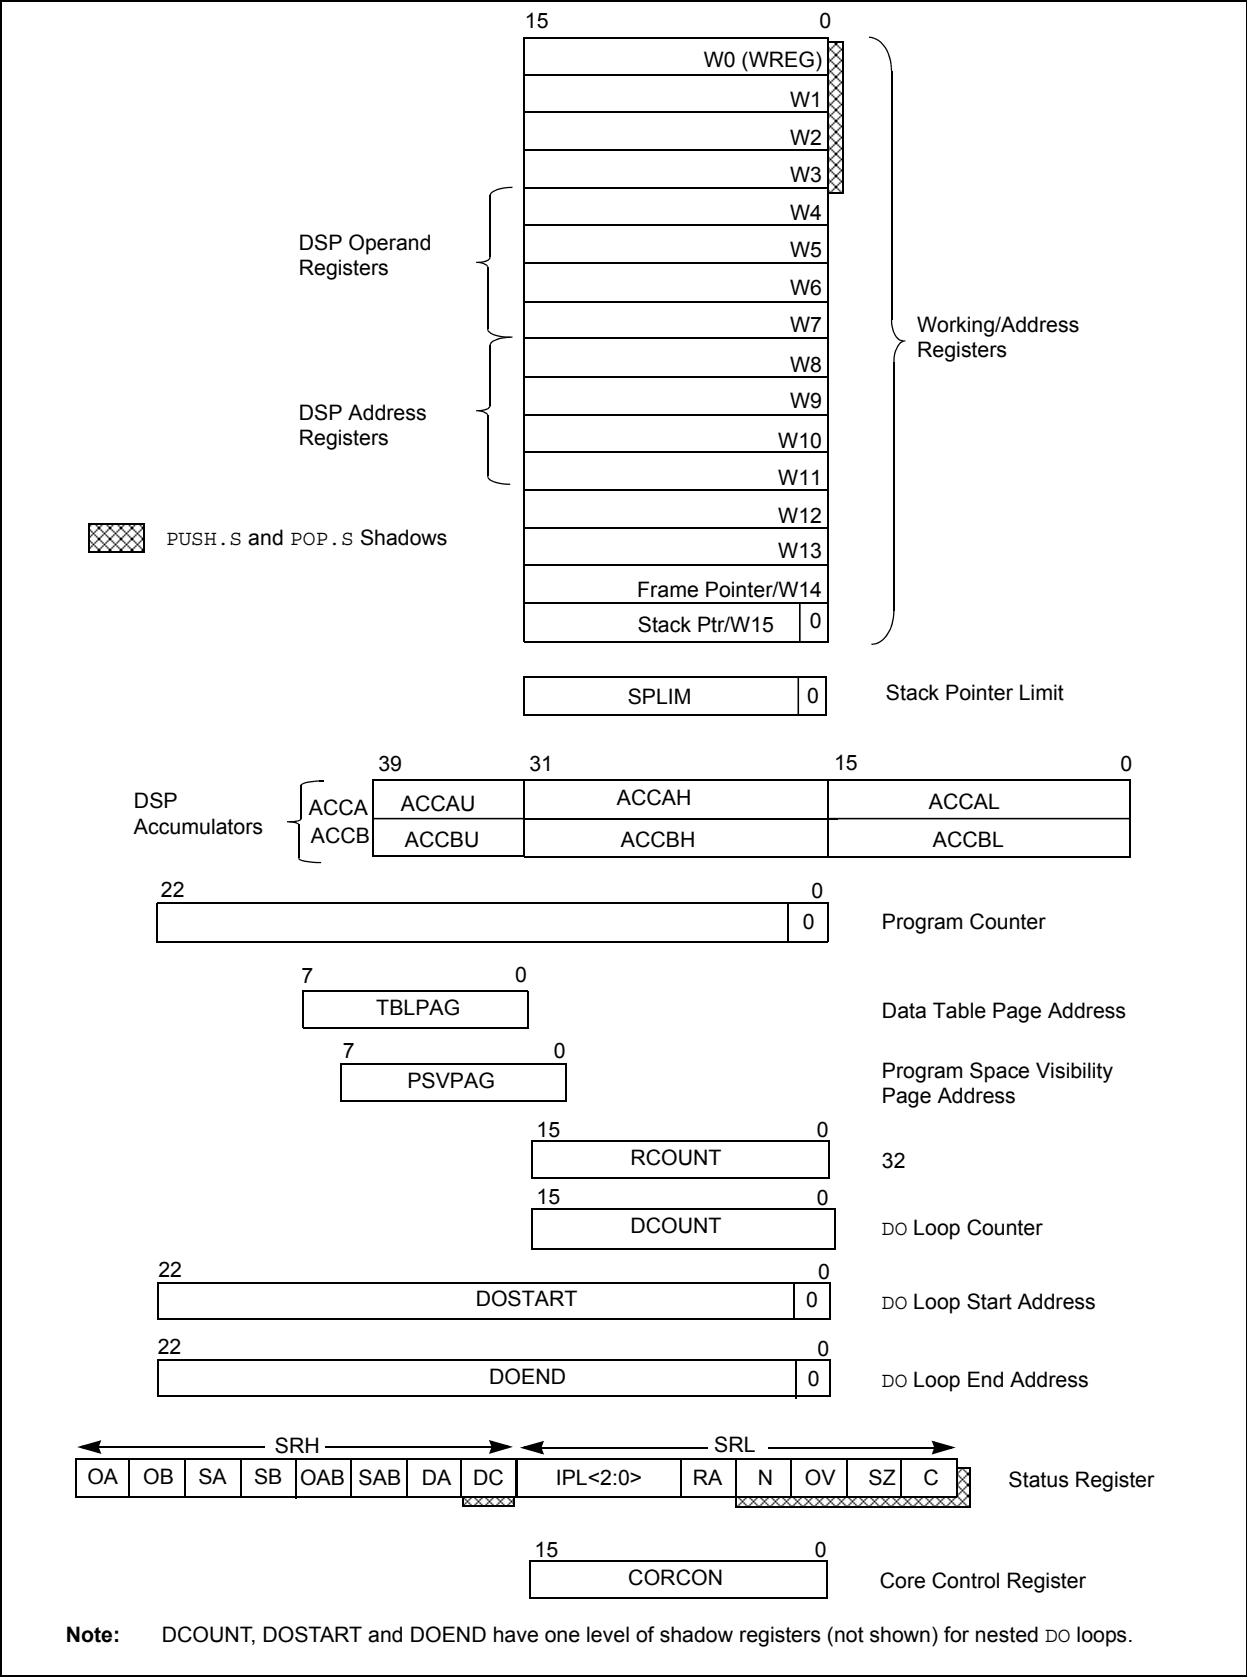 15 0
W0 (WREG)
W1
W2
W3
W4
DSP Operand
Registers
W5
W6
W7
Working/Address
Registers
W8
W9
DSP Address
Registers
W10
W11
W12
PUSH.S and POP.S Shadows
W13
Frame Pointer/W14
Stack Ptr/W15 0
SPLIM 0 Stack Pointer Limit
39 31 15 0
DSP
Accumulators
ACCA ACCAU ACCAH ACCAL
ACCB ACCBU ACCBH ACCBL
22 0
0 Program Counter
7 0
TBLPAG Data Table Page Address
7 0
PSVPAG Program Space Visibility
Page Address
15 0
RCOUNT 32
15 0
DCOUNT DO Loop Counter
22 0
DOSTART 0 DO Loop Start Address
22 0
DOEND 0 DO Loop End Address
SRH SRL
OA OB SA SB OAB SAB DA DC IPL<2:0> RA N OV SZ C Status Register
15 0
CORCON Core Control Register
Note: DCOUNT, DOSTART and DOEND have one level of shadow registers (not shown) for nested DO loops.